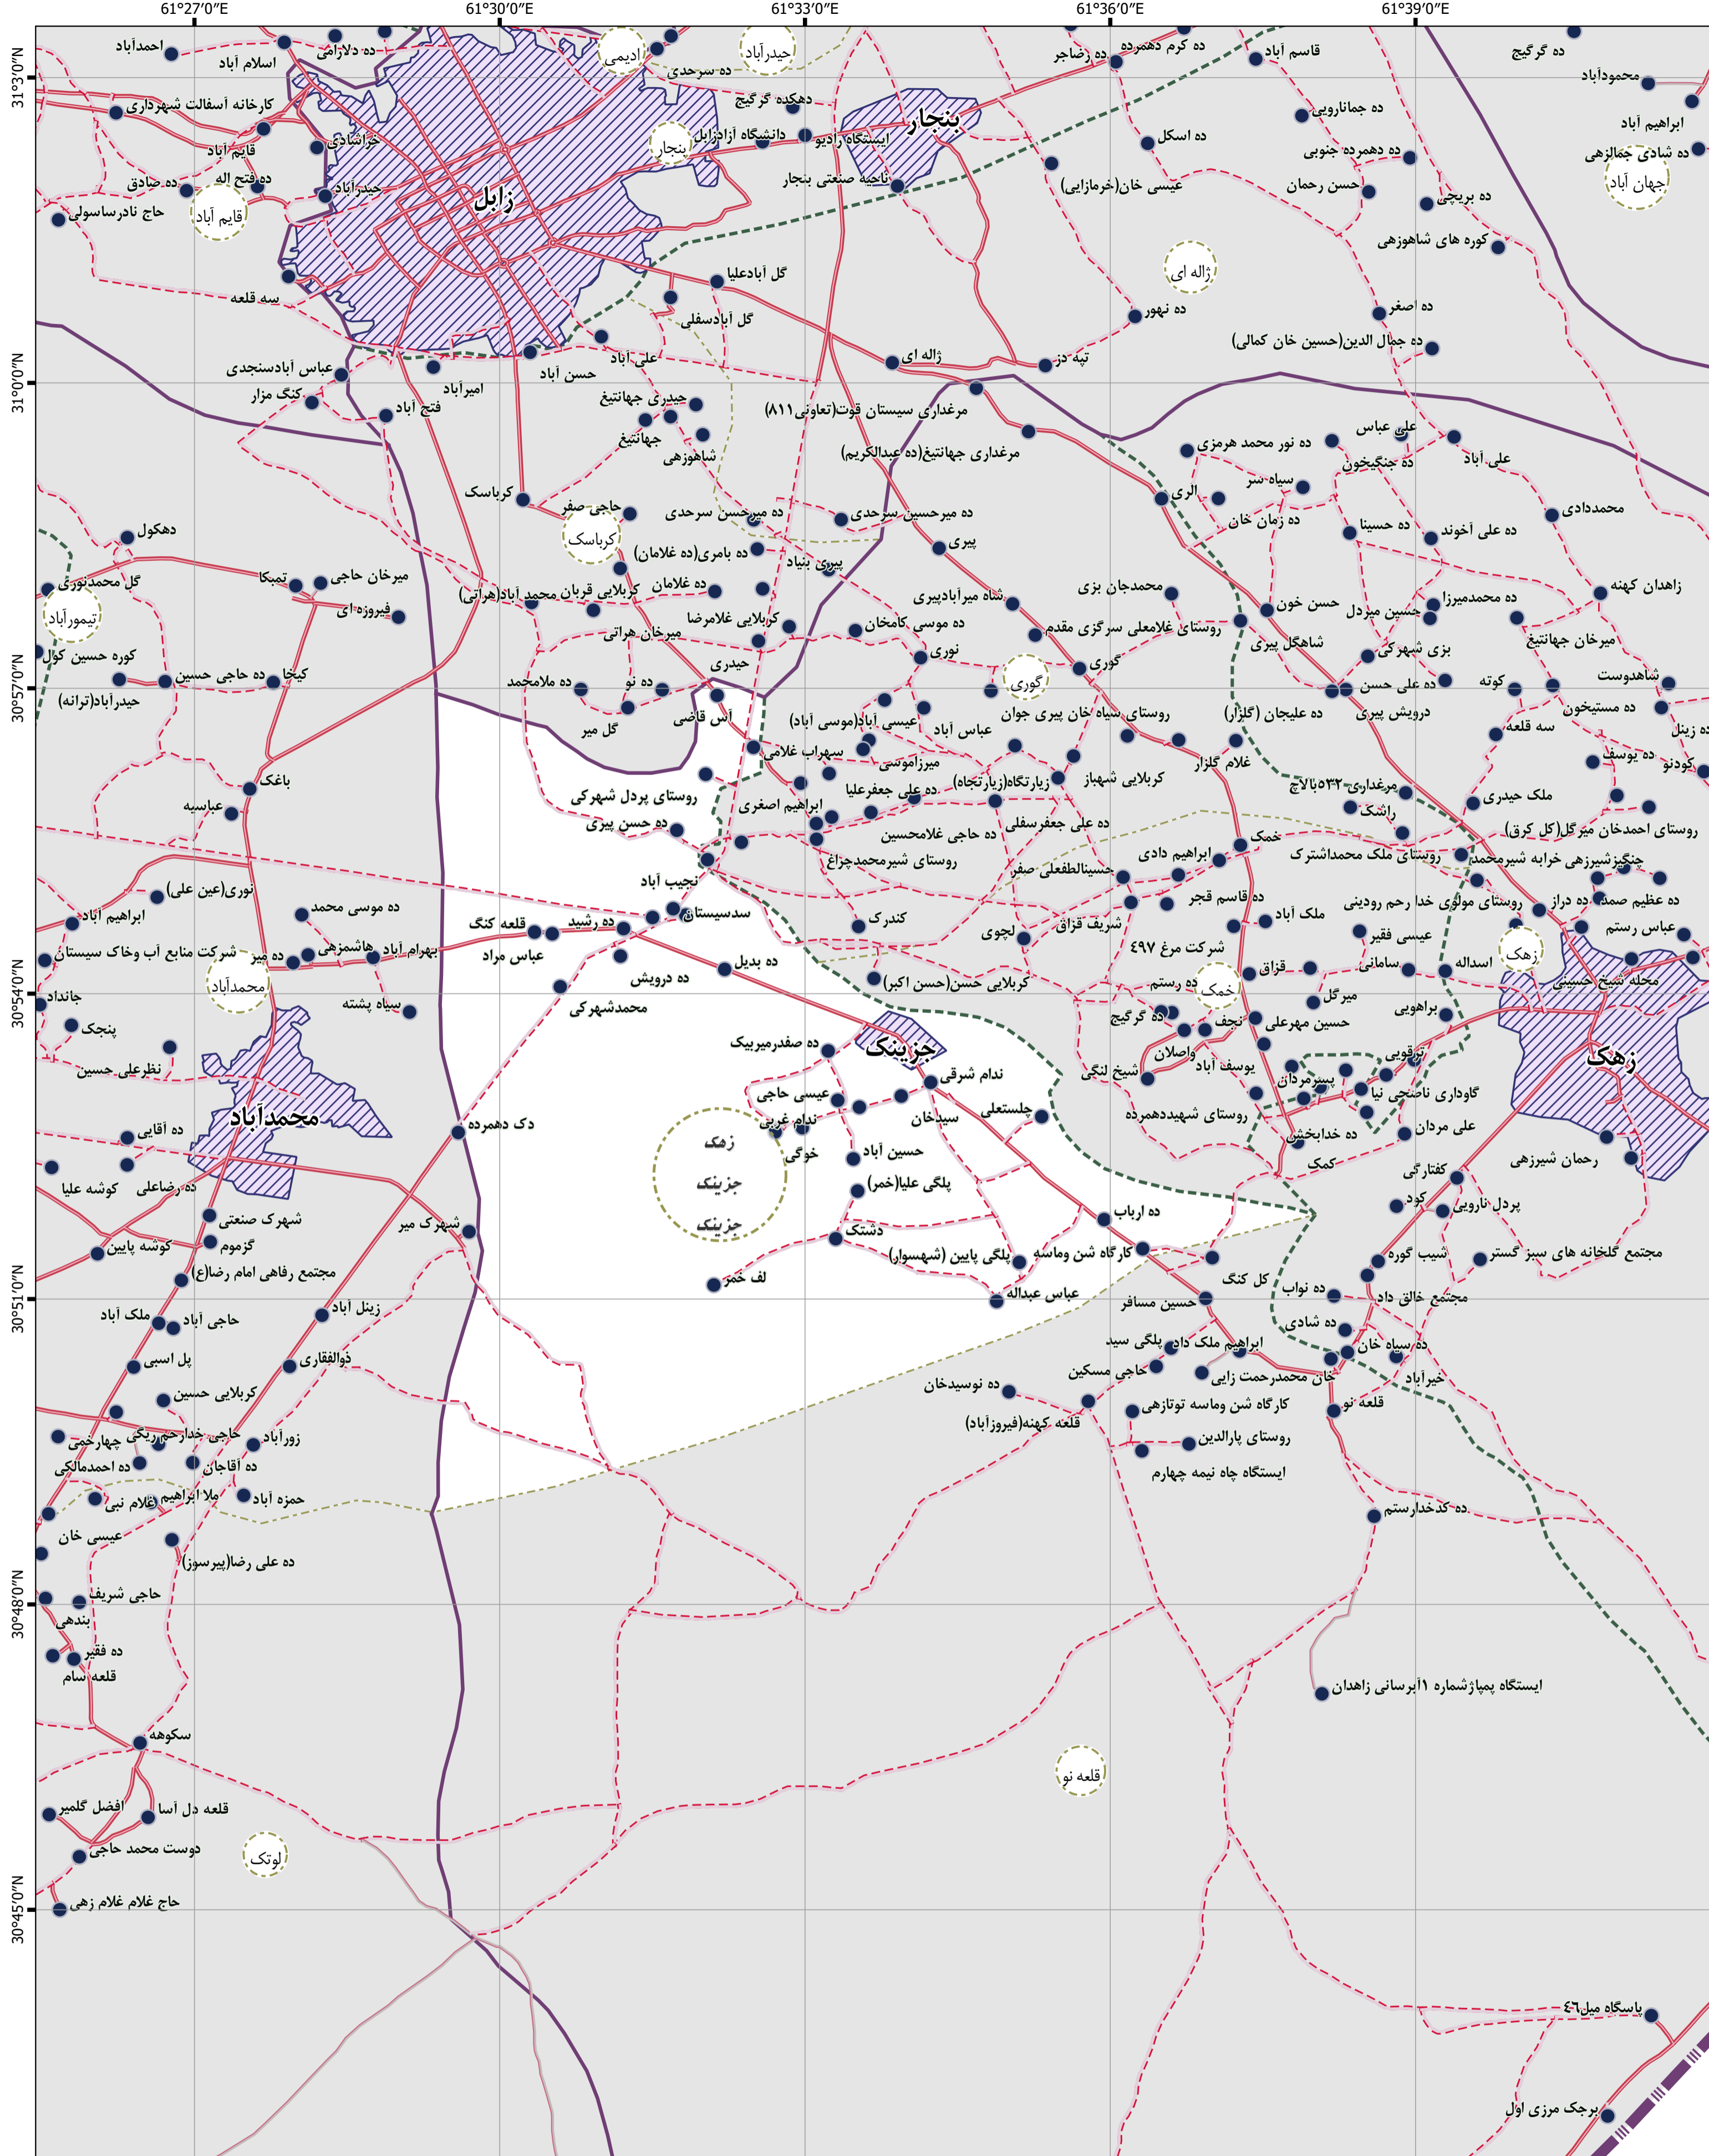 61°27'0"E 61°30'0"E 61°33'0"E 61°36'0"E 61°39'0"E
31°3'0"N
31°0'0"N
30°57'0"N
30°54'0"N
30°51'0"N
30°48'0"N
30°45'0"N
احمدآباد
ده دلارامی
اسلام آباد
ادیمی
حیدرآباد
ده سرحدی
ده رضاجر
ده کرم دهمرده
قاسم آباد
ده گرگیج
محمودآباد
کارخانه آسفالت شهرداری
دهکده گرگیج
بنجار
ده جمانارویی
ابراهیم آباد
قایم آباد
خراشادی
بنجار
دانشگاه آزادزابل
ایستگاه رادیو
ده اسکل
ده دهمرده جنوبی
ده شادی جمالزهی
جهان آباد
ده صادق
ده فتح اله
حیدرآباد
زابل
ناحیه صنعتی بنجار
عیسی خان(خرمازایی)
حسن رحمان
ده بریچی
حاج نادرساسولی
قایم آباد
کوره های شاهوزهی
سه قلعه
گل آبادعلیا
ژاله ای
گل آبادسفلی
ده نهور
ده اصغر
ده جمال الدین(حسین خان کمالی)
عباس آبادسنجدی
علی آباد
حسن آباد
امیرآباد
ژاله ای
تپه دز
کنگ مزار
فتح آباد
حیدری جهانتیغ
مرغداری سیستان قوت(تعاونی۸۱۱)
جهانتیغ
شاهوزهی
مرغداری جهانتیغ(ده عبدالکریم)
ده نور محمد هرمزی
علی عباس
علی آباد
ده جنگیخون
کرباسک
حاجی صفر
الری
سیاه سر
ده میرحسن سرحدی
ده میرحسین سرحدی
ده زمان خان
ده حسینا
ده علی آخوند
محمددادی
دهکول
کرباسک
ده بامری(ده غلامان)
پیری
پیری بنیاد
گل محمدنوری
تمبکا
میرخان حاجی
فیروزه ای
تیمورآباد
محمد آباد(هراتی)
کربلایی قربان
ده غلامان
شاه میرآبادپیری
محمدجان بزی
حسن خون
ده محمدمیرزا
زاهدان کهنه
میرخان هراتی
کربلایی غلامرضا
ده موسی کامخان
روستای غلامعلی سرگزی مقدم
شاهگل پیری
میرخان جهانتیغ
بزی شهرکی
کوره حسین کول
ده حاجی حسین
کیخا
حیدرآباد(ترانه)
ده ملامحمد
ده نو
حیدری
نوری
گوری
گوری
ده علی حسن
کوته
شاهدوست
ده مستیخون
گل میر
آس قاضی
عیسی آباد(موسی آباد)
عباس آباد
روستای سیاه خان پیری جوان
ده علیجان (گلزار)
درویش پیری
سه قلعه
سهراب غلامی
میرزاموسی
غلام گلزار
ده یوسف
کودنو
باغک
عباسیه
روستای پردل شهرکی
ابراهیم اصغری
ده علی جعفرعلیا
زیارتگاه(زیارتجاه)
کربلایی شهباز
مرغداری۵۳۲بالاچ
راشک
ملک حیدری
ده حسن پیری
ده حاجی غلامحسین
ده علی جعفرسفلی
خمک
روستای احمدخان میرگل(کل کرق)
روستای شیرمحمدچراغ
ابراهیم دادی
روستای ملک محمداشترک
خرابه شیرمحمد
چنگیزشیرزهی
نوری(عین علی)
نجیب آباد
حسینالطفعلی صفر
ده قاسم قجر
روستای مولوی خدا رحم رودینی
ده دراز
ده عظیم صمد
ابراهیم آباد
ده موسی محمد
قلعه کنگ
ده رشید
سدسیستان
کندرک
لچوی
شریف قزاق
ملک آباد
عیسی فقیر
عباس رستم
شرکت منابع آب وخاک سیستان
ده میر
هاشمزهی
بهرام آباد
عباس مراد
شرکت مرغ ٤٩٧
قزاق
سامانی
اسداله
زهک
محمدآباد
ده درویش
ده بدیل
کربلایی حسن(حسن اکبر)
ده رستم
خمک
میرگل
محله شیخ حسینی
جانداد
سیاه پشته
محمدشهرکی
ده گرگیج
نجف
حسین مهرعلی
براهویی
پنجک
نظرعلی حسین
ده صفدرمیربیک
جزینک
واصلان
ترقویی
زهک
شیخ لنگی
یوسف آباد
پسرمردان
ندام شرقی
عیسی حاجی
گاوداری ناصحی نیا
محمدآباد
ده آقایی
دک دهمرده
ندام غربی
سیدخان
چلستعلی
روستای شهیددهمرده
ده خدابخش
علی مردان
زهک
جزینک
جزینک
خوگی
حسین آباد
کمک
رحمان شیرزهی
کوشه علیا
ده رضاعلی
پلگی علیا(خمر)
کفتارگی
شهرک صنعتی
شهرک میر
ده ارباب
کود
پردل نارویی
کوشه پایین
گزموم
دشتک
پلگی پایین (شهسوار)
کارگاه شن وماسه
شیب گوره
مجتمع گلخانه های سبز گستر
مجتمع رفاهی امام رضا(ع)
لف خمر
عباس عبداله
کل کنگ
ده نواب
مجتمع خالق داد
ملک آباد
حاجی آباد
زینل آباد
حسین مسافر
ده شادی
پل اسبی
ذوالفقاری
پلگی سید
ابراهیم ملک داد
ده سیاه خان
حاجی مسکین
خان محمدرحمت زایی
خیرآباد
کربلایی حسین
ده نوسیدخان
قلعه کهنه(فیروزآباد)
کارگاه شن وماسه توتازهی
قلعه نو
چهارخمی
حاجی خدارحم ریگی
زورآباد
روستای پارالدین
ده احمدمالکی
ده آقاجان
ایستگاه چاه نیمه چهارم
غلام نبی
ملا ابراهیم
حمزه آباد
ده کدخدارستم
عیسی خان
ده علی رضا(پیرسوز)
حاجی شریف
بندهی
ده فقیر
قلعه سام
ایستگاه پمپاژشماره ۱آبرسانی زاهدان
سکوهه
قلعه نو
افضل گلمیر
قلعه دل آسا
دوست محمد حاجی
لوتک
حاج غلام غلام زهی
پاسگاه میل٤٦
برجک مرزی اول